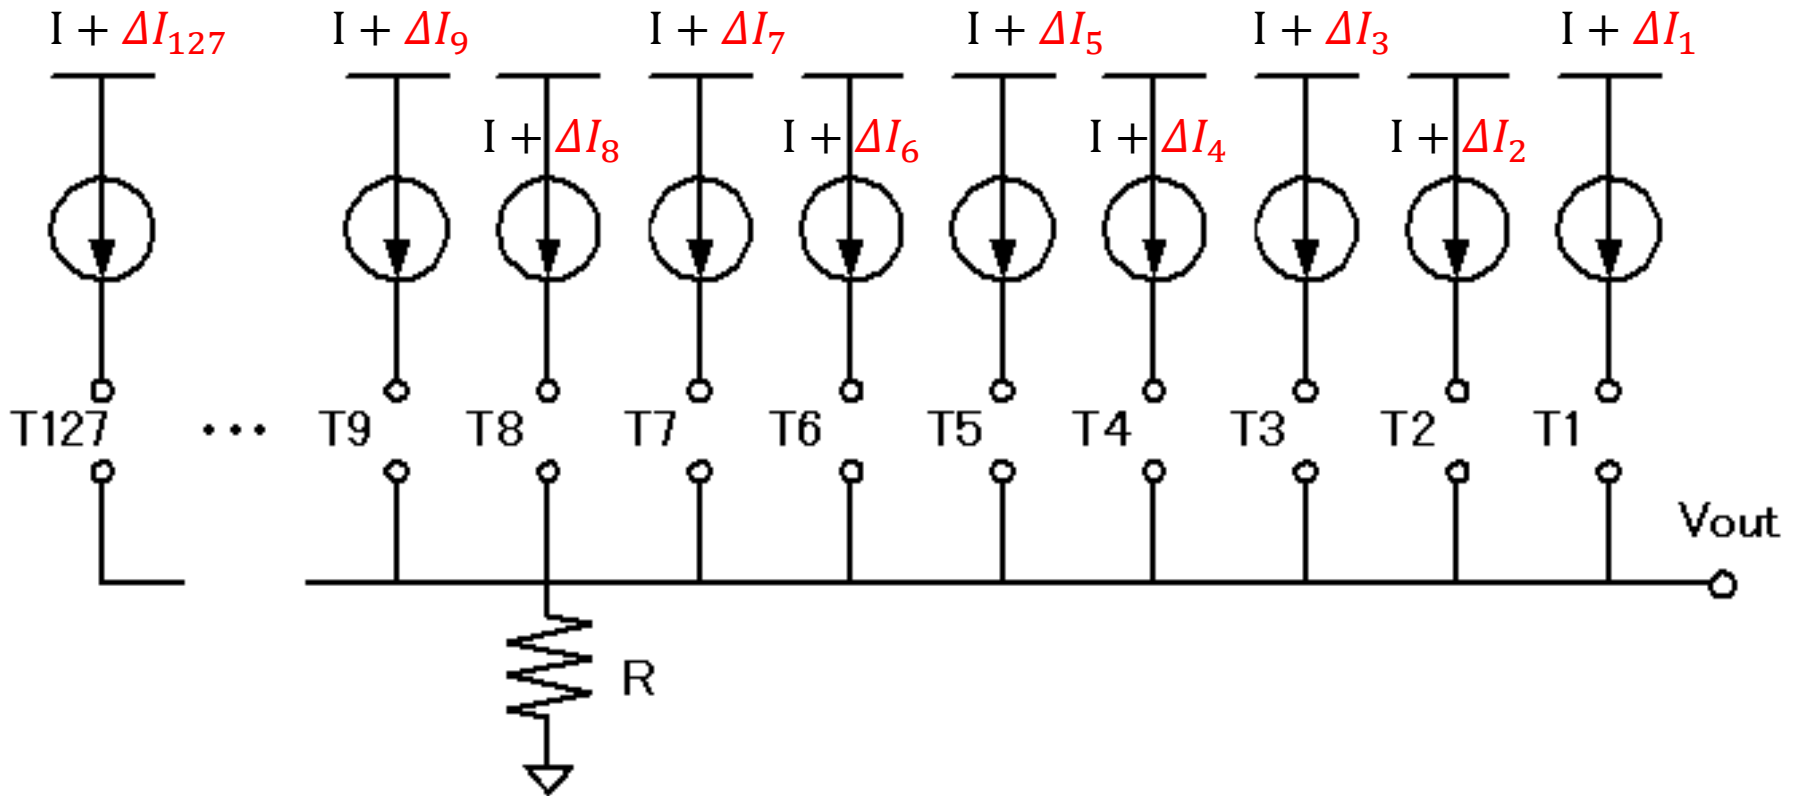 I + ΔI₁₂₇ I + ΔI₉ I + ΔI₇ I + ΔI₅ I + ΔI₃ I + ΔI₁
I + ΔI₈ I + ΔI₆ I + ΔI₄ I + ΔI₂
T127 ... T9 T8 T7 T6 T5 T4 T3 T2 T1
Vout
R